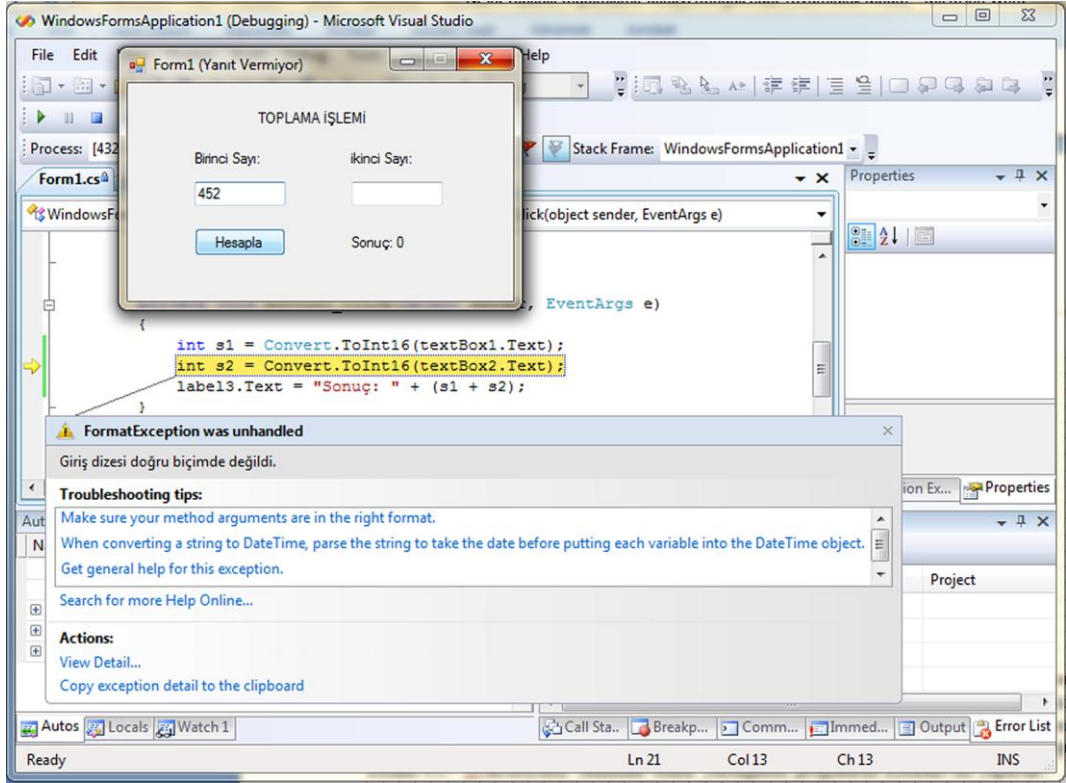 WindowsFormsApplication1 (Debugging) - Microsoft Visual Studio
File Edit Help
Form1 (Yanıt Vermiyor)
TOPLAMA İŞLEMİ
Birinci Sayı: ikinci Sayı:
452
Hesapla Sonuç: 0
Process: [432 Stack Frame: WindowsFormsApplication1
Form1.cs
Properties
WindowsFo lick(object sender, EventArgs e)
, EventArgs e)
{
int s1 = Convert.ToInt16(textBox1.Text);
int s2 = Convert.ToInt16(textBox2.Text);
label3.Text = "Sonuç: " + (s1 + s2);
}
FormatException was unhandled
Giriş dizesi doğru biçimde değildi.
Troubleshooting tips:
Make sure your method arguments are in the right format.
When converting a string to DateTime, parse the string to take the date before putting each variable into the DateTime object.
Get general help for this exception.
Search for more Help Online...
Actions:
View Detail...
Copy exception detail to the clipboard
ion Ex... Properties
Aut
N
Project
Autos Locals Watch 1 Call Sta... Breakp... Comm... Immed... Output Error List
Ready Ln 21 Col 13 Ch 13 INS